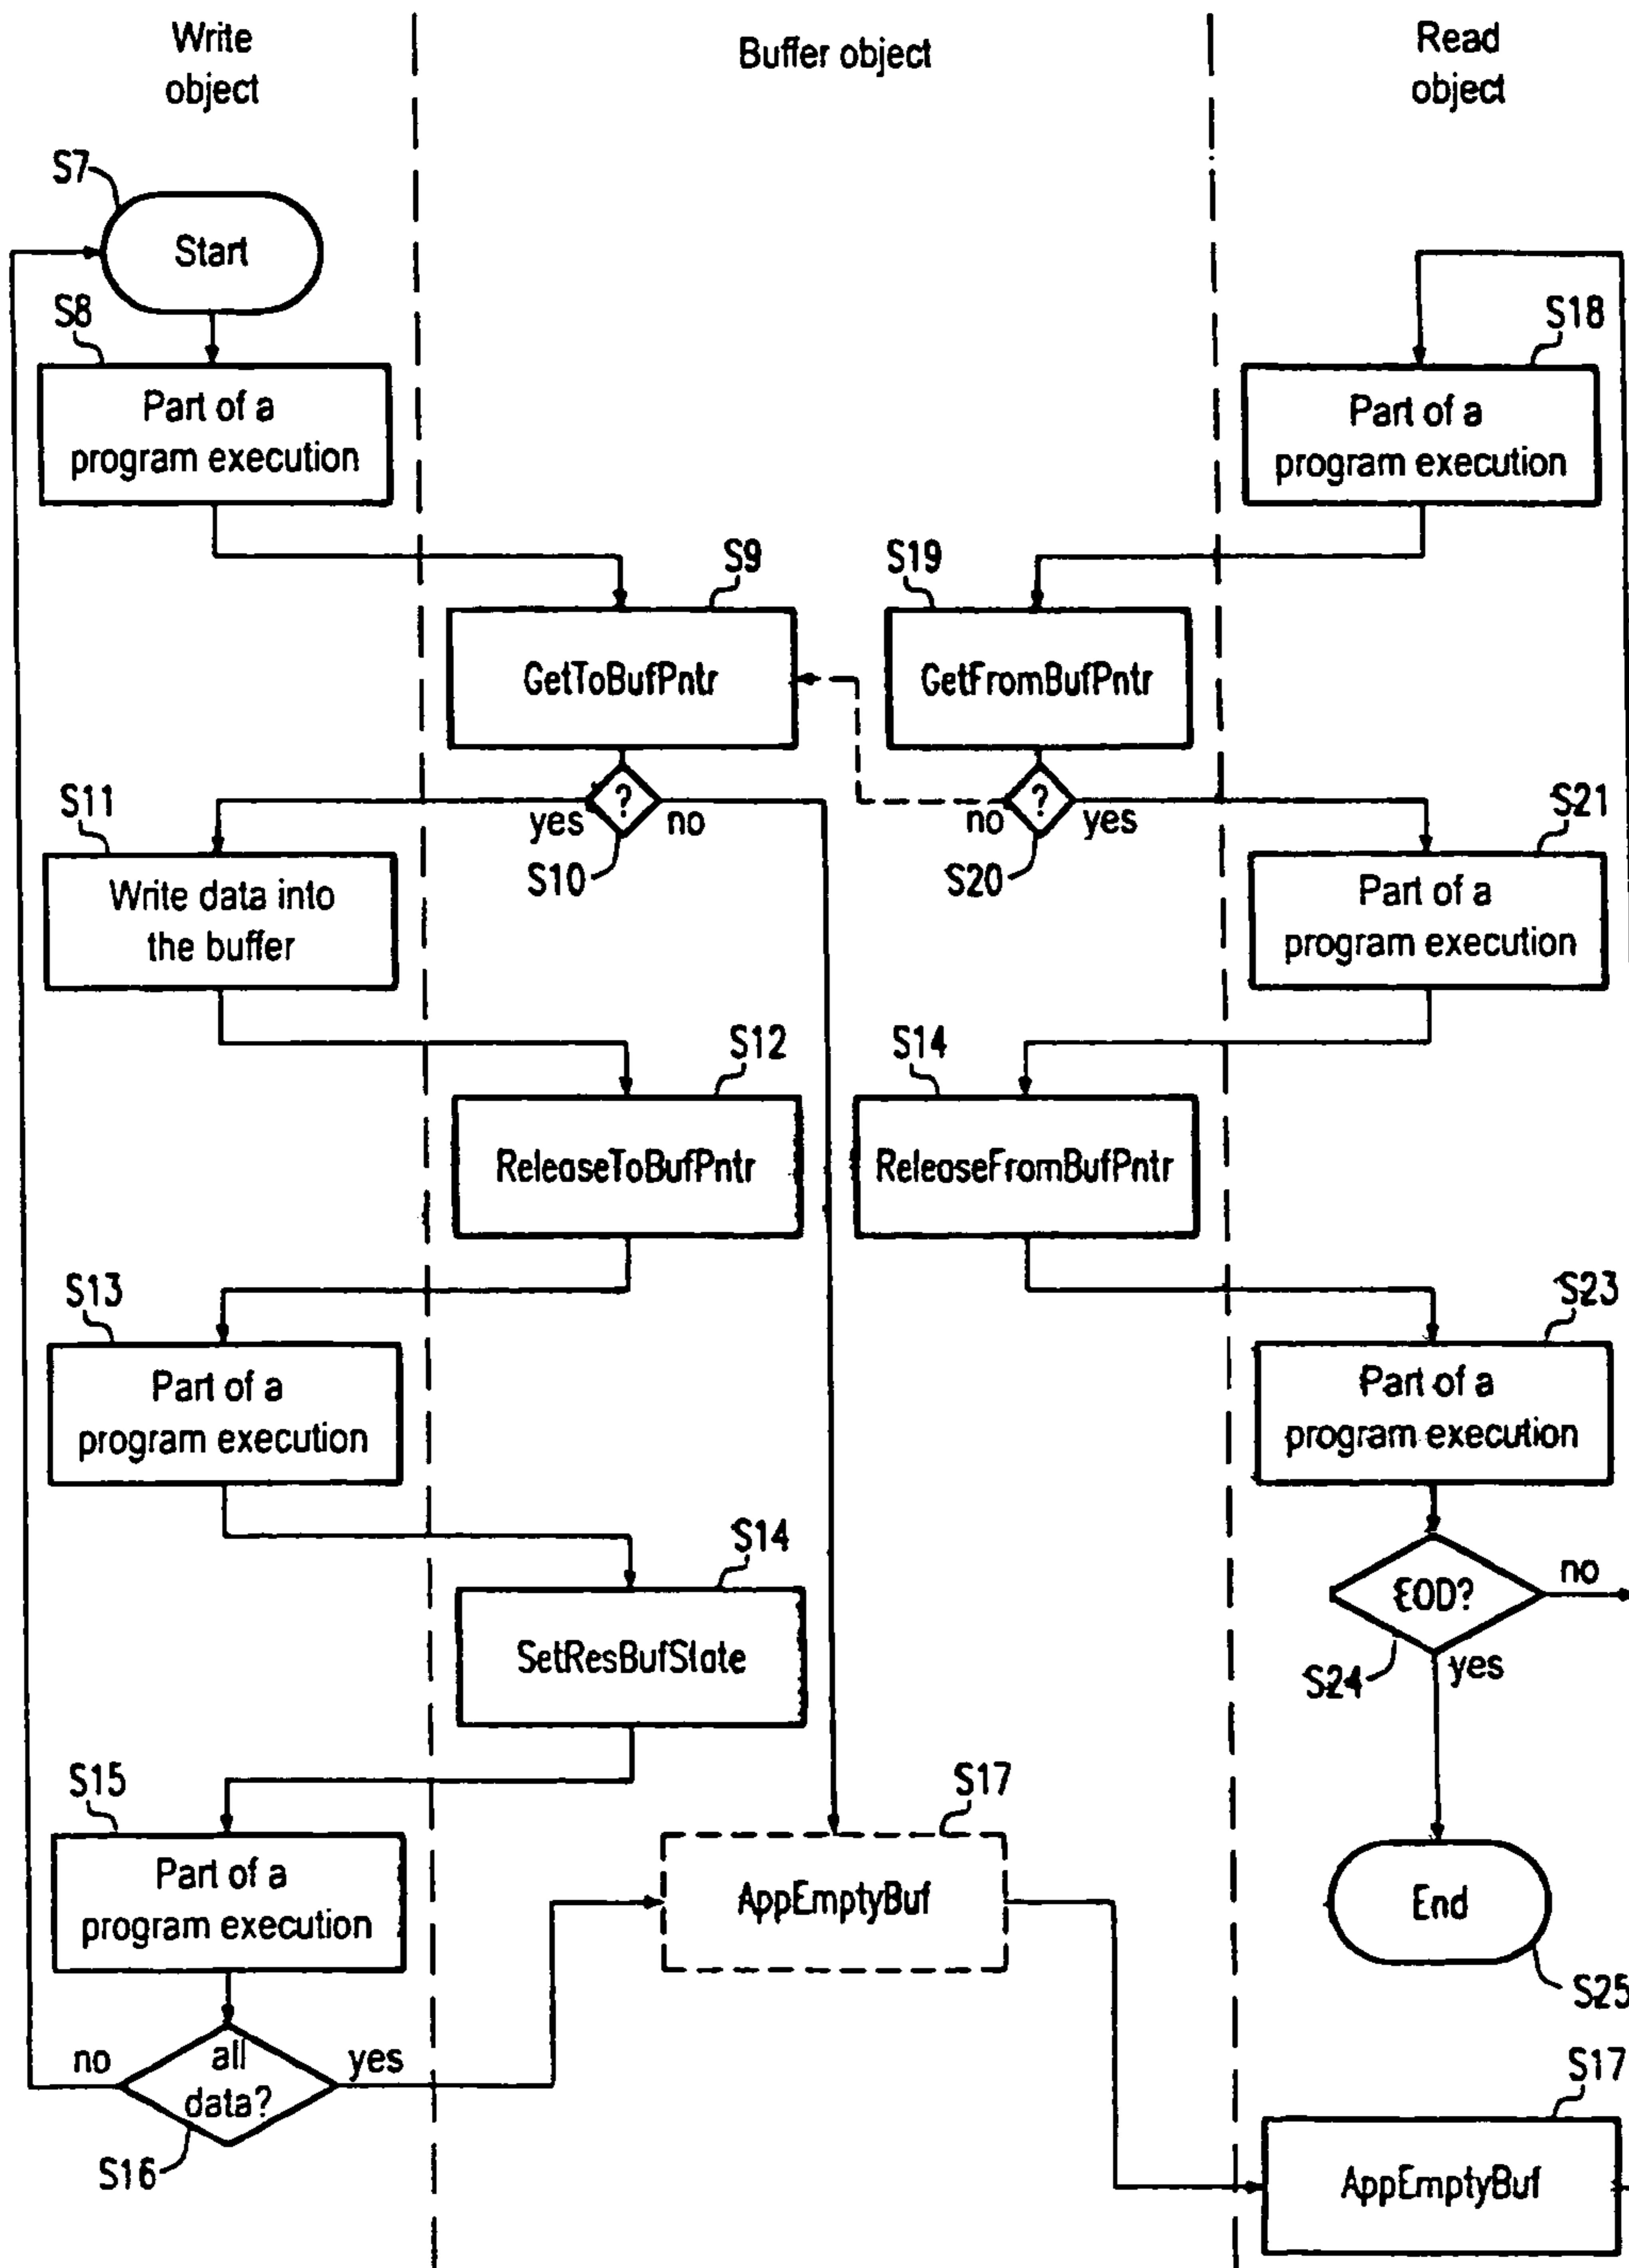 Write
object
Buffer object
Read
object
S7
Start
S8
Part of a
program execution
S18
Part of a
program execution
S9
GetToBufPntr
S19
GetFromBufPntr
?
yes
no
S10
?
no
yes
S20
S11
Write data into
the buffer
S21
Part of a
program execution
S12
ReleaseToBufPntr
S14
ReleaseFromBufPntr
S13
Part of a
program execution
S23
Part of a
program execution
S14
SetResBufState
EOD?
no
S24
yes
S15
Part of a
program execution
S17
AppEmptyBuf
End
S25
no
all
data?
yes
S16
S17
AppEmptyBuf